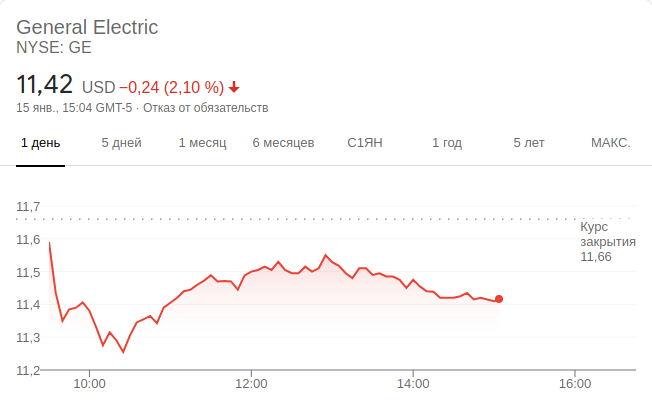 General Electric
NYSE: GE
11,42 USD −0,24 (2,10 %)
15 янв., 15:04 GMT-5 · Отказ от обязательств
1 день 5 дней 1 месяц 6 месяцев С1ЯН 1 год 5 лет МАКС.
11,7
Курс
закрытия
11,66
11,6
11,5
11,4
11,3
11,2
10:00 12:00 14:00 16:00